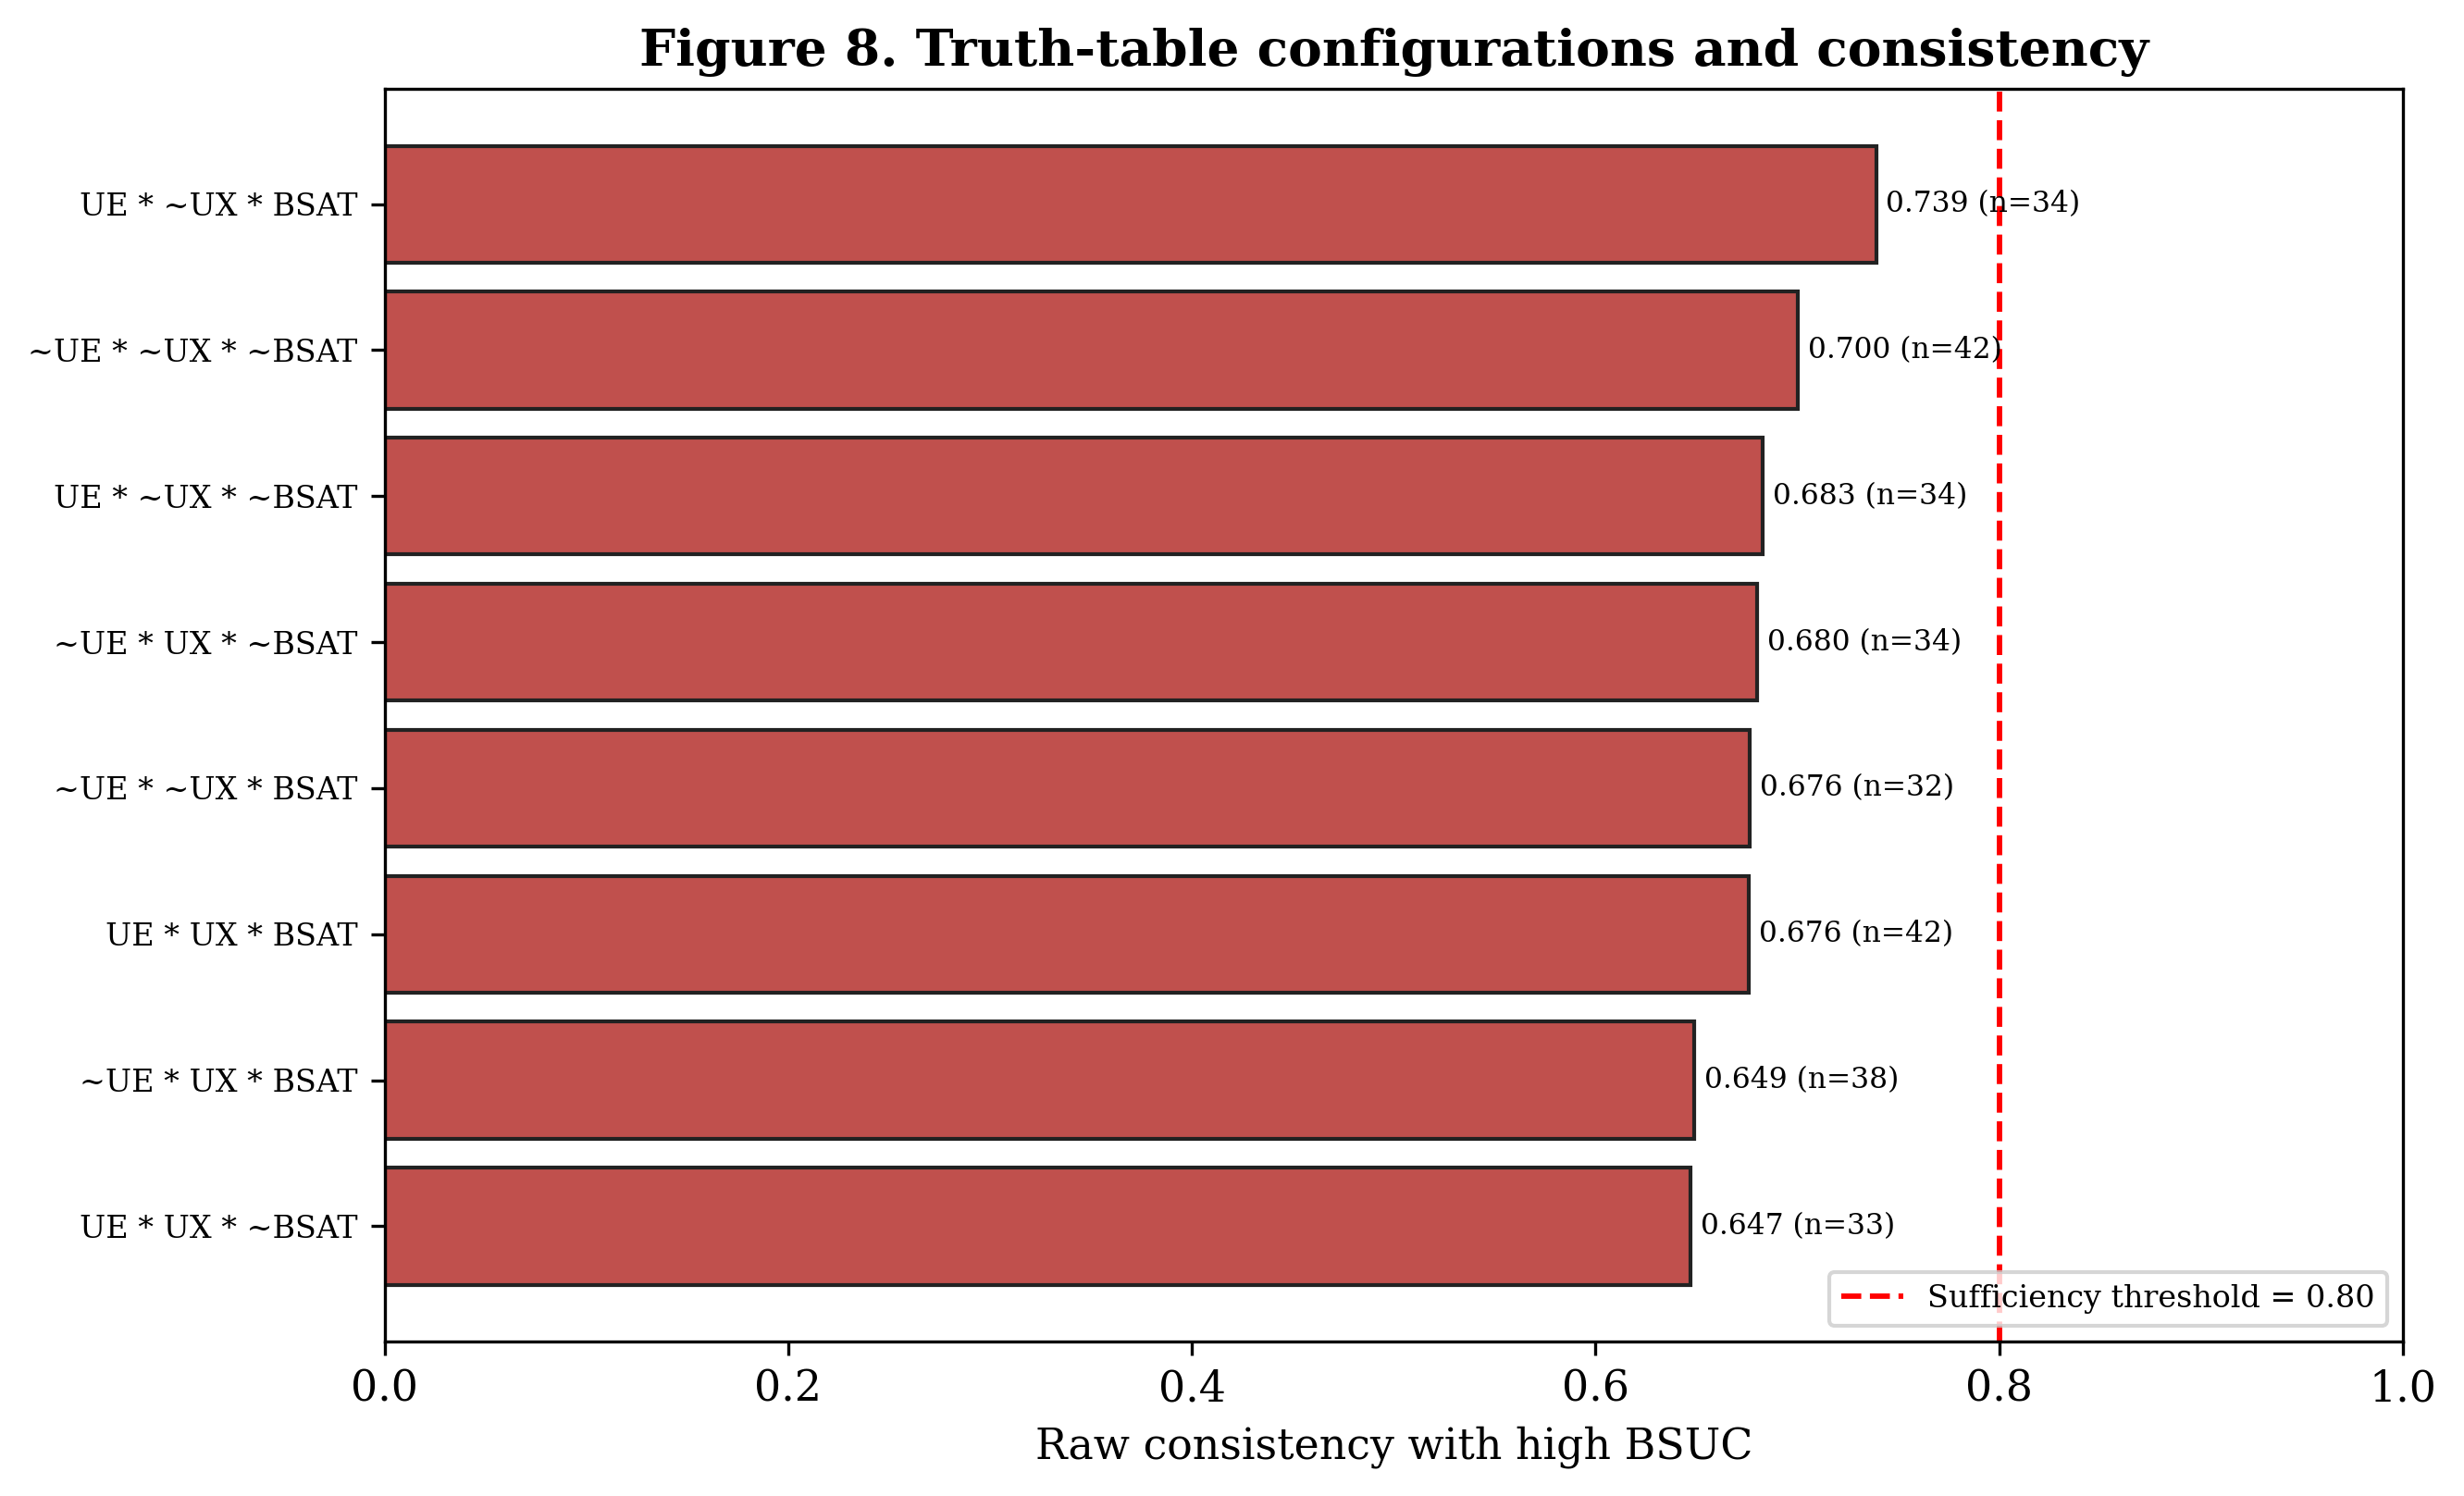 Figure 8. Truth-table configurations and consistency
UE * ~UX * BSAT
0.739 (n=34)
~UE * ~UX * ~BSAT
0.700 (n=42)
UE * ~UX * ~BSAT
0.683 (n=34)
~UE * UX * ~BSAT
0.680 (n=34)
~UE * ~UX * BSAT
0.676 (n=32)
UE * UX * BSAT
0.676 (n=42)
~UE * UX * BSAT
0.649 (n=38)
UE * UX * ~BSAT
0.647 (n=33)
Sufficiency threshold = 0.80
0.0 0.2 0.4 0.6 0.8 1.0
Raw consistency with high BSUC